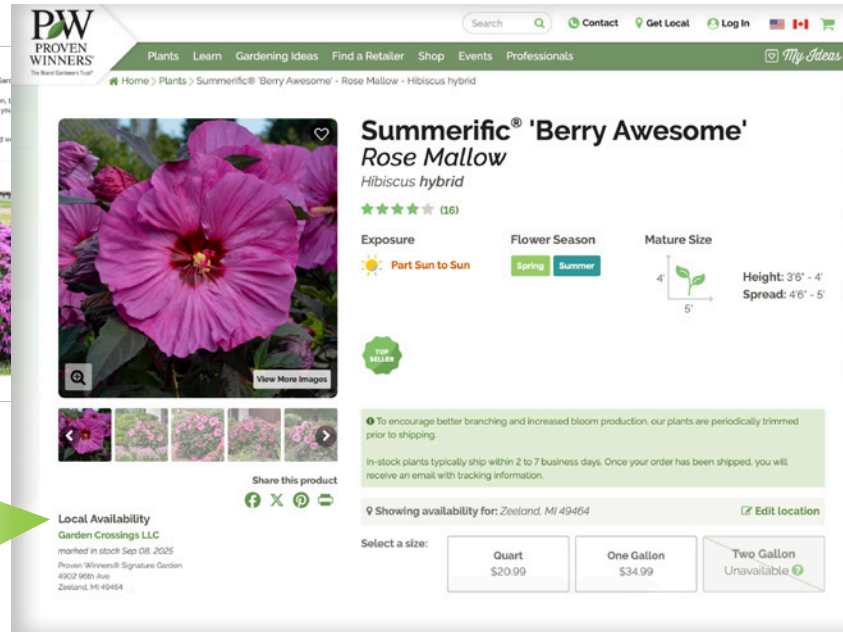 PW
PROVEN
WINNERS®
The Brand Gardeners Trust®
Search
Contact
Get Local
Log In
Plants Learn Gardening Ideas Find a Retailer Shop Events Professionals
My Ideas
Home > Plants > Summerific® 'Berry Awesome' - Rose Mallow - Hibiscus hybrid
Summerific® 'Berry Awesome'
Rose Mallow
Hibiscus hybrid
(16)
Exposure
Part Sun to Sun
Flower Season
Spring Summer
Mature Size
4'
5'
Height: 3'6" - 4'
Spread: 4'6" - 5'
TOP
SELLER
View More Images
Share this product
To encourage better branching and increased bloom production, our plants are periodically trimmed
prior to shipping.
In-stock plants typically ship within 2 to 7 business days. Once your order has been shipped, you will
receive an email with tracking information.
Showing availability for: Zeeland, MI 49464
Edit location
Local Availability
Garden Crossings LLC
marked in stock Sep 08, 2025
Proven Winners® Signature Garden
4902 96th Ave
Zeeland, MI 49464
Select a size:
Quart
$20.99
One Gallon
$34.99
Two Gallon
Unavailable ?